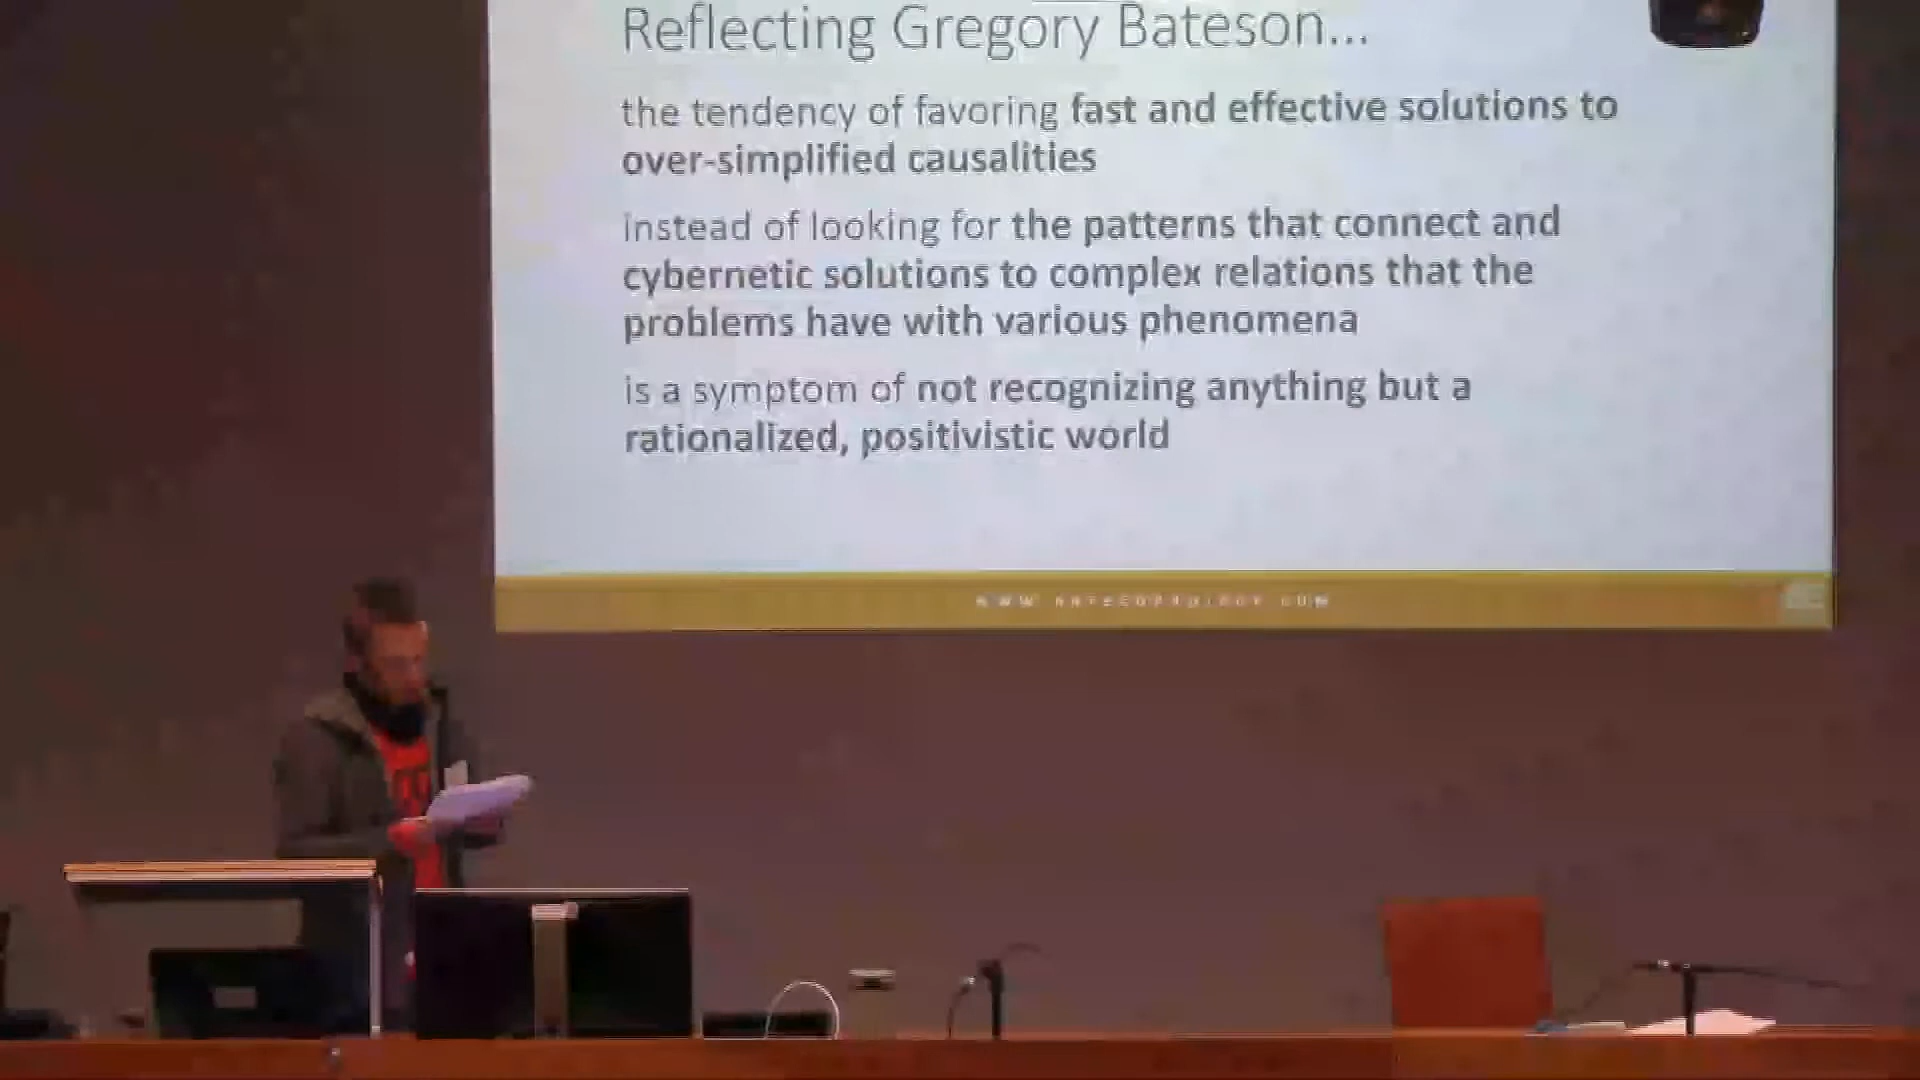 Reflecting Gregory Bateson...
the tendency of favoring fast and effective solutions to
over-simplified causalities
instead of looking for the patterns that connect and
cybernetic solutions to complex relations that the
problems have with various phenomena
is a symptom of not recognizing anything but a
rationalized, positivistic world